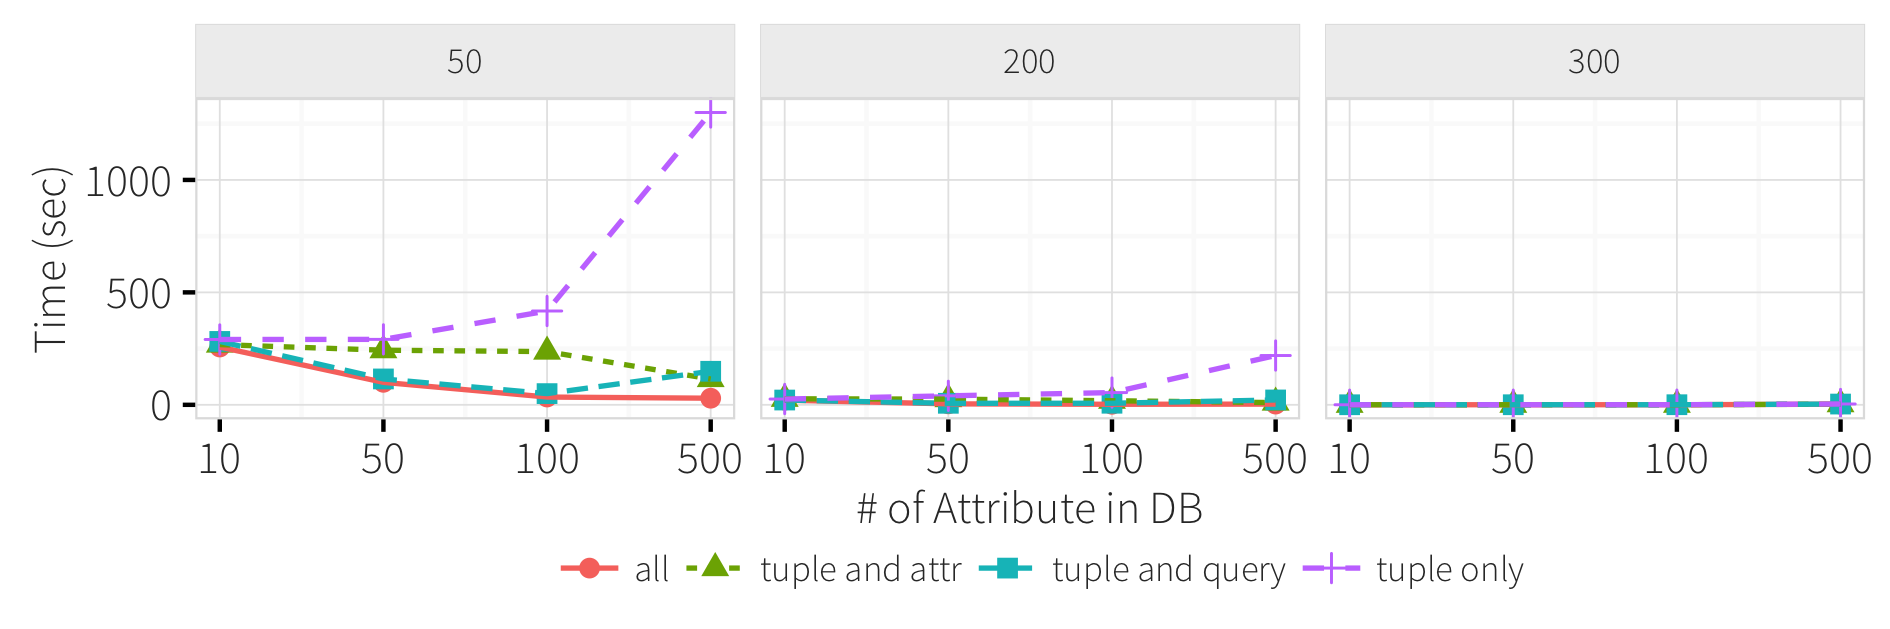 50 200 300
Time (sec)
1000
500
0
10 50 100 500 10 50 100 500 10 50 100 500
# of Attribute in DB
all tuple and attr tuple and query tuple only